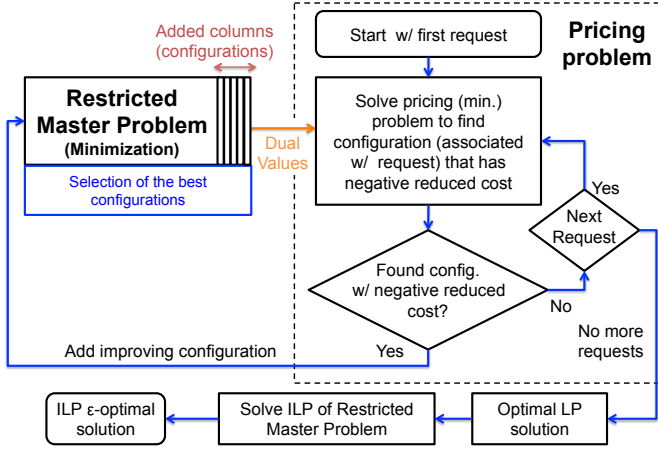 Added columns
(configurations)
Start w/ first request
Pricing
problem
Restricted
Master Problem
(Minimization)
Selection of the best
configurations
Dual
Values
Solve pricing (min.)
problem to find
configuration (associated
w/ request) that has
negative reduced cost
Yes
Next
Request
Found config.
w/ negative reduced
cost?
No
No more
requests
Add improving configuration
Yes
ILP ε-optimal
solution
Solve ILP of Restricted
Master Problem
Optimal LP
solution